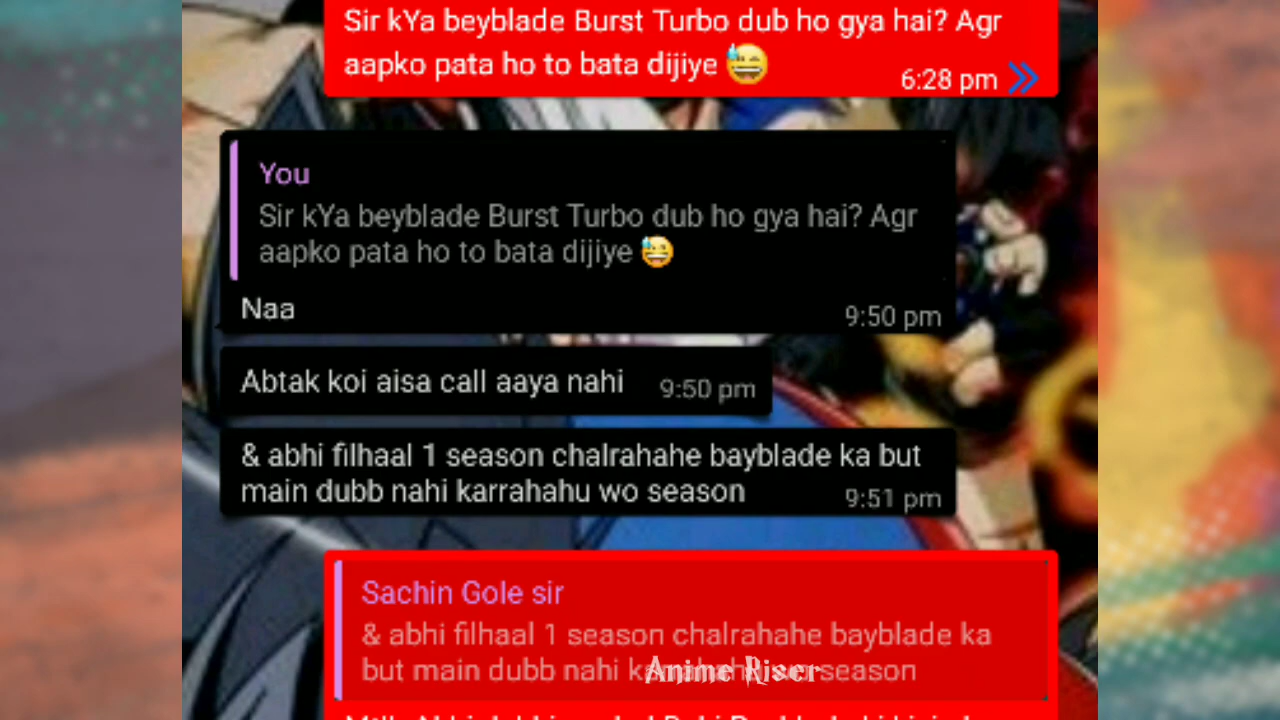 Sir kYa beyblade Burst Turbo dub ho gya hai? Agr
aapko pata ho to bata dijiye 😅
6:28 pm
You
Sir kYa beyblade Burst Turbo dub ho gya hai? Agr
aapko pata ho to bata dijiye 😅
Naa
9:50 pm
Abtak koi aisa call aaya nahi
9:50 pm
& abhi filhaal 1 season chalrahahe bayblade ka but
main dubb nahi karrahahu wo season
9:51 pm
Sachin Gole sir
& abhi filhaal 1 season chalrahahe bayblade ka
but main dubb nahi karrahahu wo season
Anime Riser